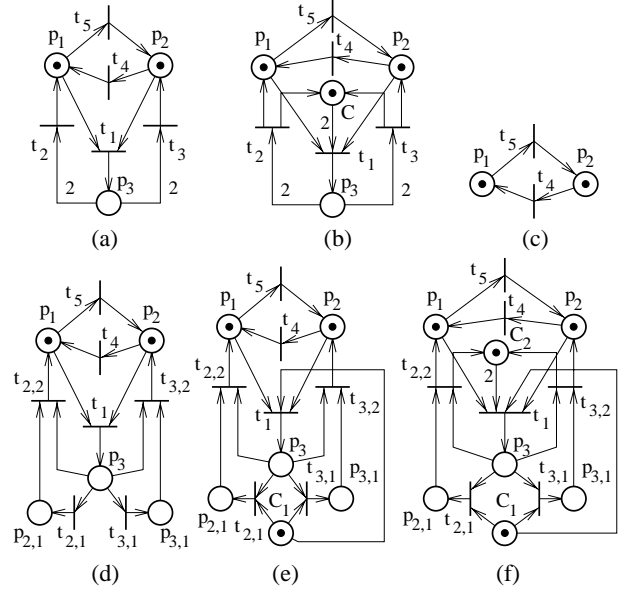 t5 t5
p1 p2 p1 t4 p2
t4 C
2 t5
t2 t1 t3 t2 t1 t3 p1 p2
p3 p3 t4
2 2 2 2
(a) (b) (c)
t5 t5 t5
p1 p2 p1 p2 p1 t4 p2
t4 t4 C2
t2,2 t3,2 t2,2 2 t2,2
t1 t1 t3,2 t1 t3,2
p3 p3 p3
t3,1 p3,1 t3,1 p3,1
C1 C1
p2,1 t2,1 t3,1 p3,1 p2,1 t2,1 p2,1 t2,1
(d) (e) (f)